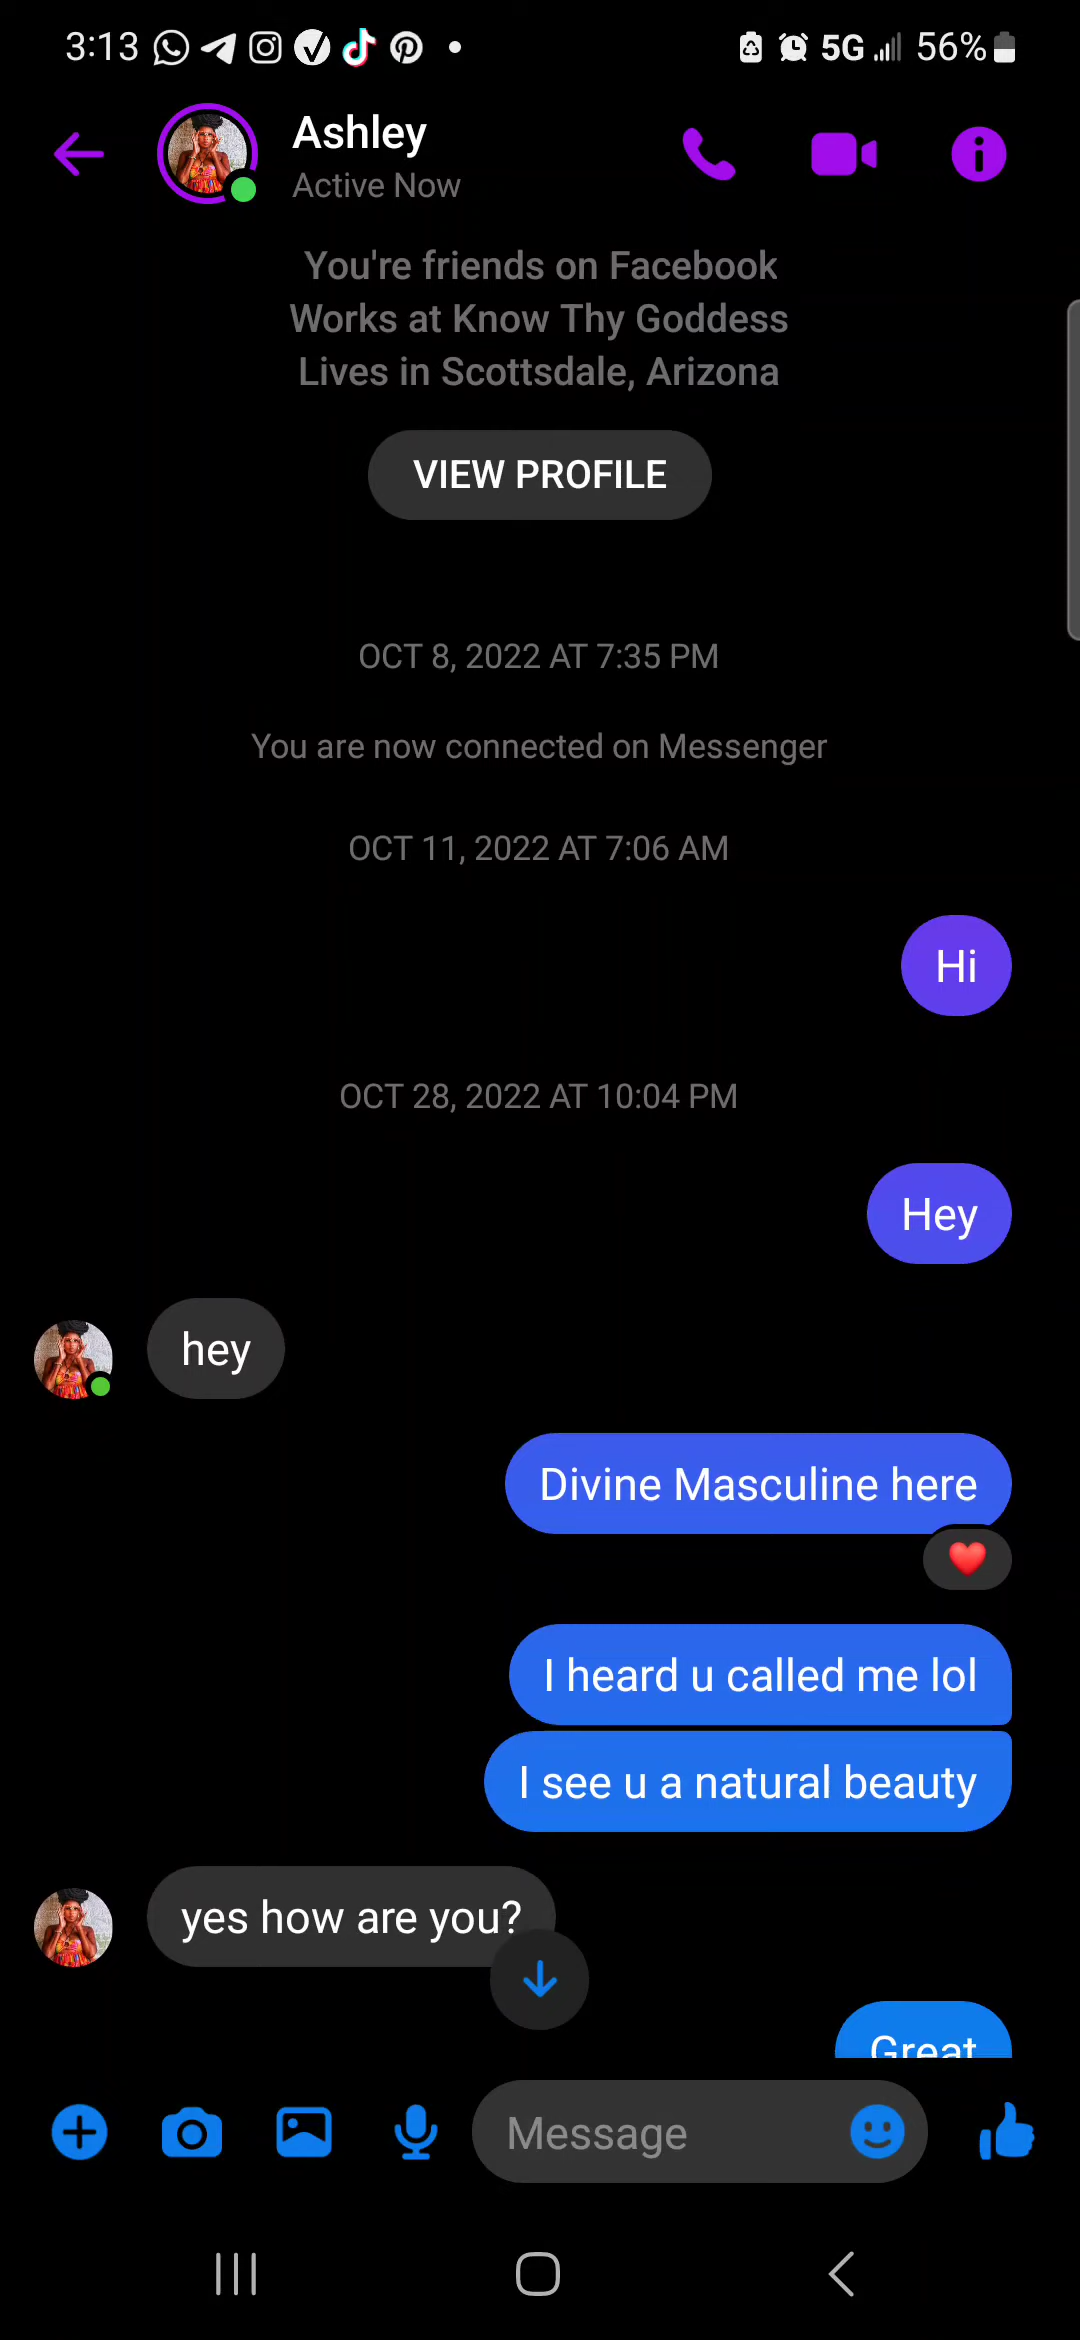 3:13
5G 56%
Ashley
Active Now
You're friends on Facebook
Works at Know Thy Goddess
Lives in Scottsdale, Arizona
VIEW PROFILE
OCT 8, 2022 AT 7:35 PM
You are now connected on Messenger
OCT 11, 2022 AT 7:06 AM
Hi
OCT 28, 2022 AT 10:04 PM
Hey
hey
Divine Masculine here
I heard u called me lol
I see u a natural beauty
yes how are you?
Great
Message